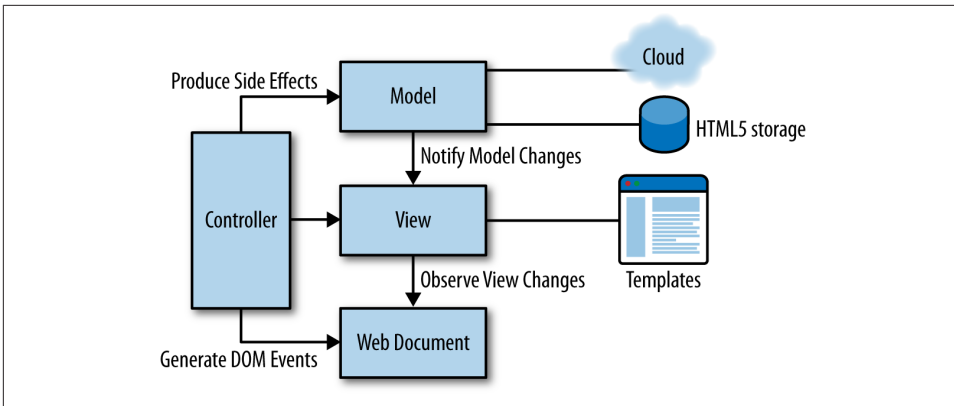 Cloud
Produce Side Effects
Model
HTML5 storage
Notify Model Changes
Controller
View
Observe View Changes
Templates
Web Document
Generate DOM Events